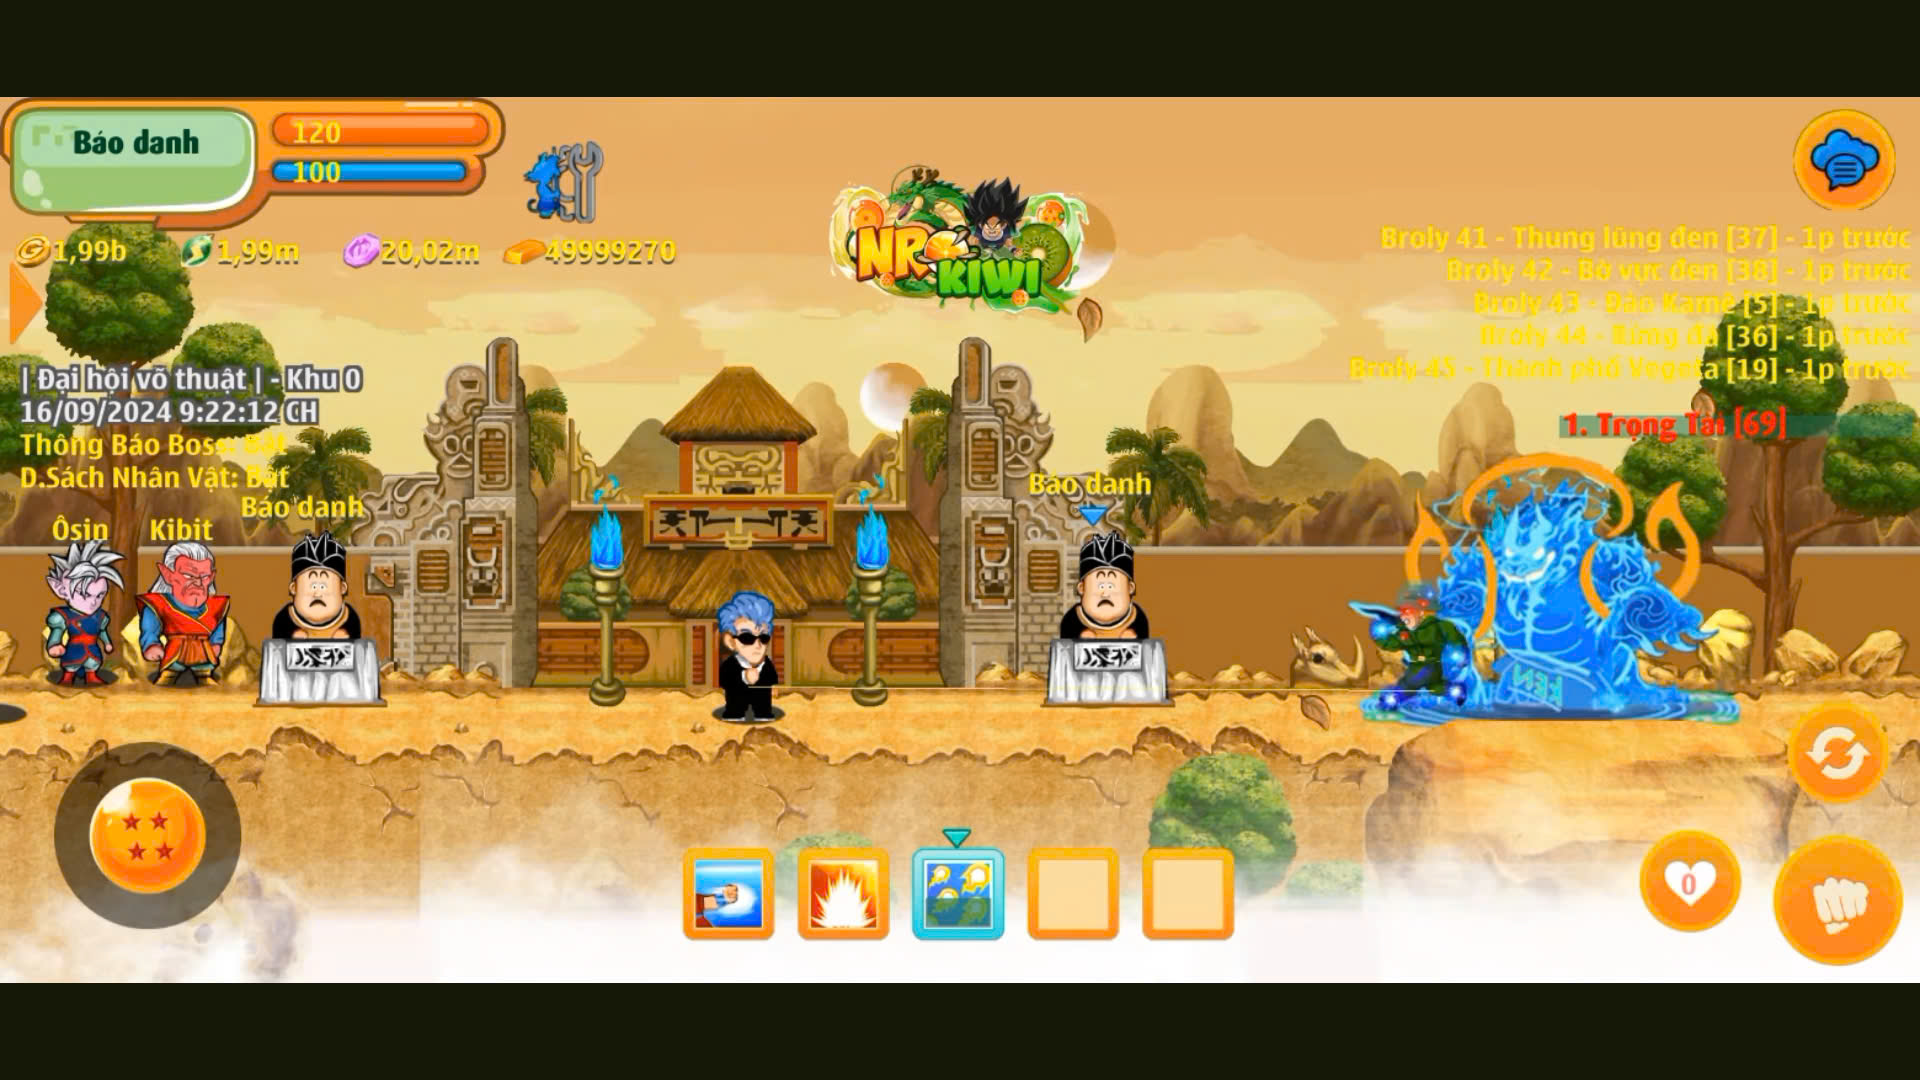 Báo danh
120
100
1,99b
1,99m
20,02m
49999270
NRO
KIWI
Broly 41 - Thung lũng đen [37] - 1p trước
Broly 42 - Bờ vực đen [38] - 1p trước
Broly 43 - Đảo Kamê [5] - 1p trước
Broly 44 - Rừng đá [36] - 1p trước
Broly 45 - Thành phố Vegeta [19] - 1p trước
1. Trọng Tài [69]
| Đại hội võ thuật | - Khu 0
16/09/2024 9:22:12 CH
Thông Báo Boss: Bật
D.Sách Nhân Vật: Bật
Báo danh
Báo danh
Ôsin
Kibit
0